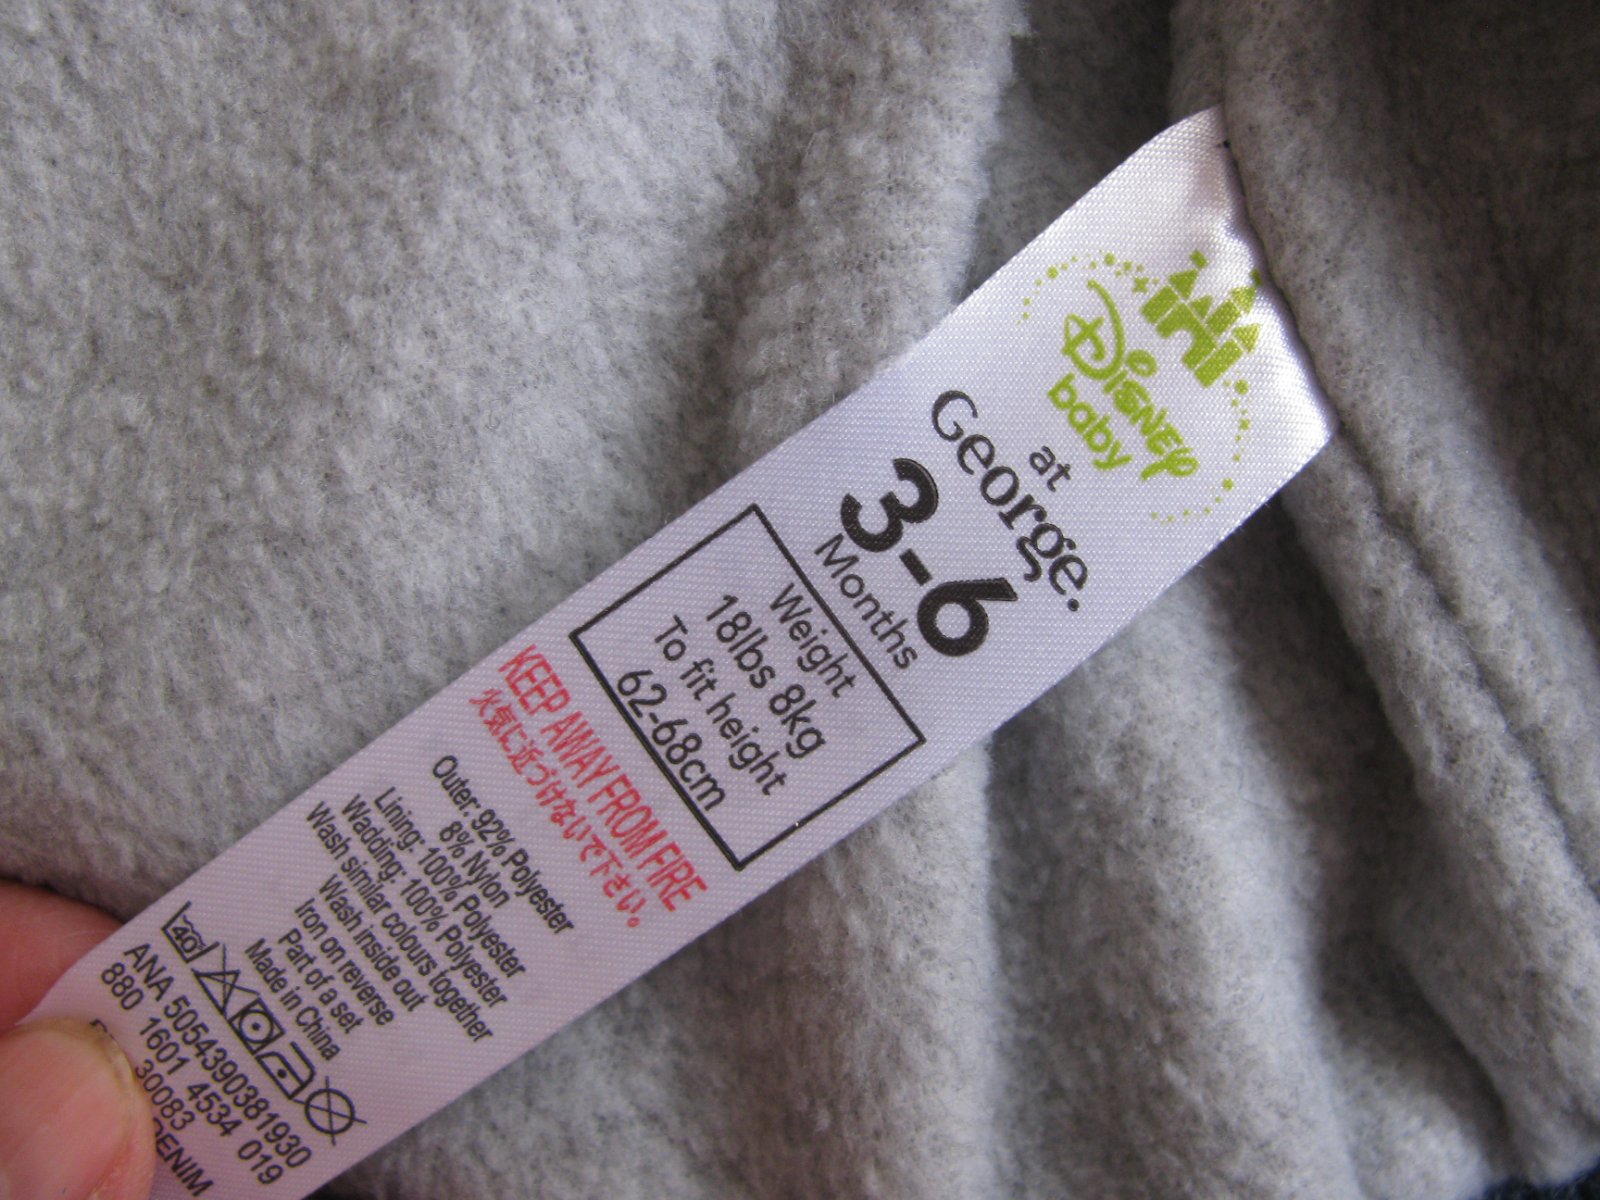 Disney
baby
at
George.
3-6
Months
Weight
18lbs 8kg
To fit height
62-68cm
KEEP AWAY FROM FIRE
火気に近づけないで下さい。
Outer: 92% Polyester
8% Nylon
Lining: 100% Polyester
Wadding: 100% Polyester
Wash similar colours together
Wash inside out
Iron on reverse
Part of a set
Made in China
40°
ANA 5054390381930
880 1601 4534 019
30083
DENIM